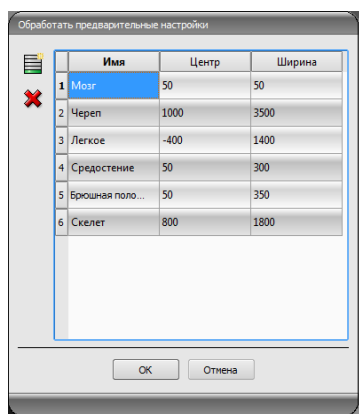 Обработать предварительные настройки
Имя Центр Ширина
1 Мозг 50 50
2 Череп 1000 3500
3 Легкое -400 1400
4 Средостение 50 300
5 Брюшная поло... 50 350
6 Скелет 800 1800
OK Отмена